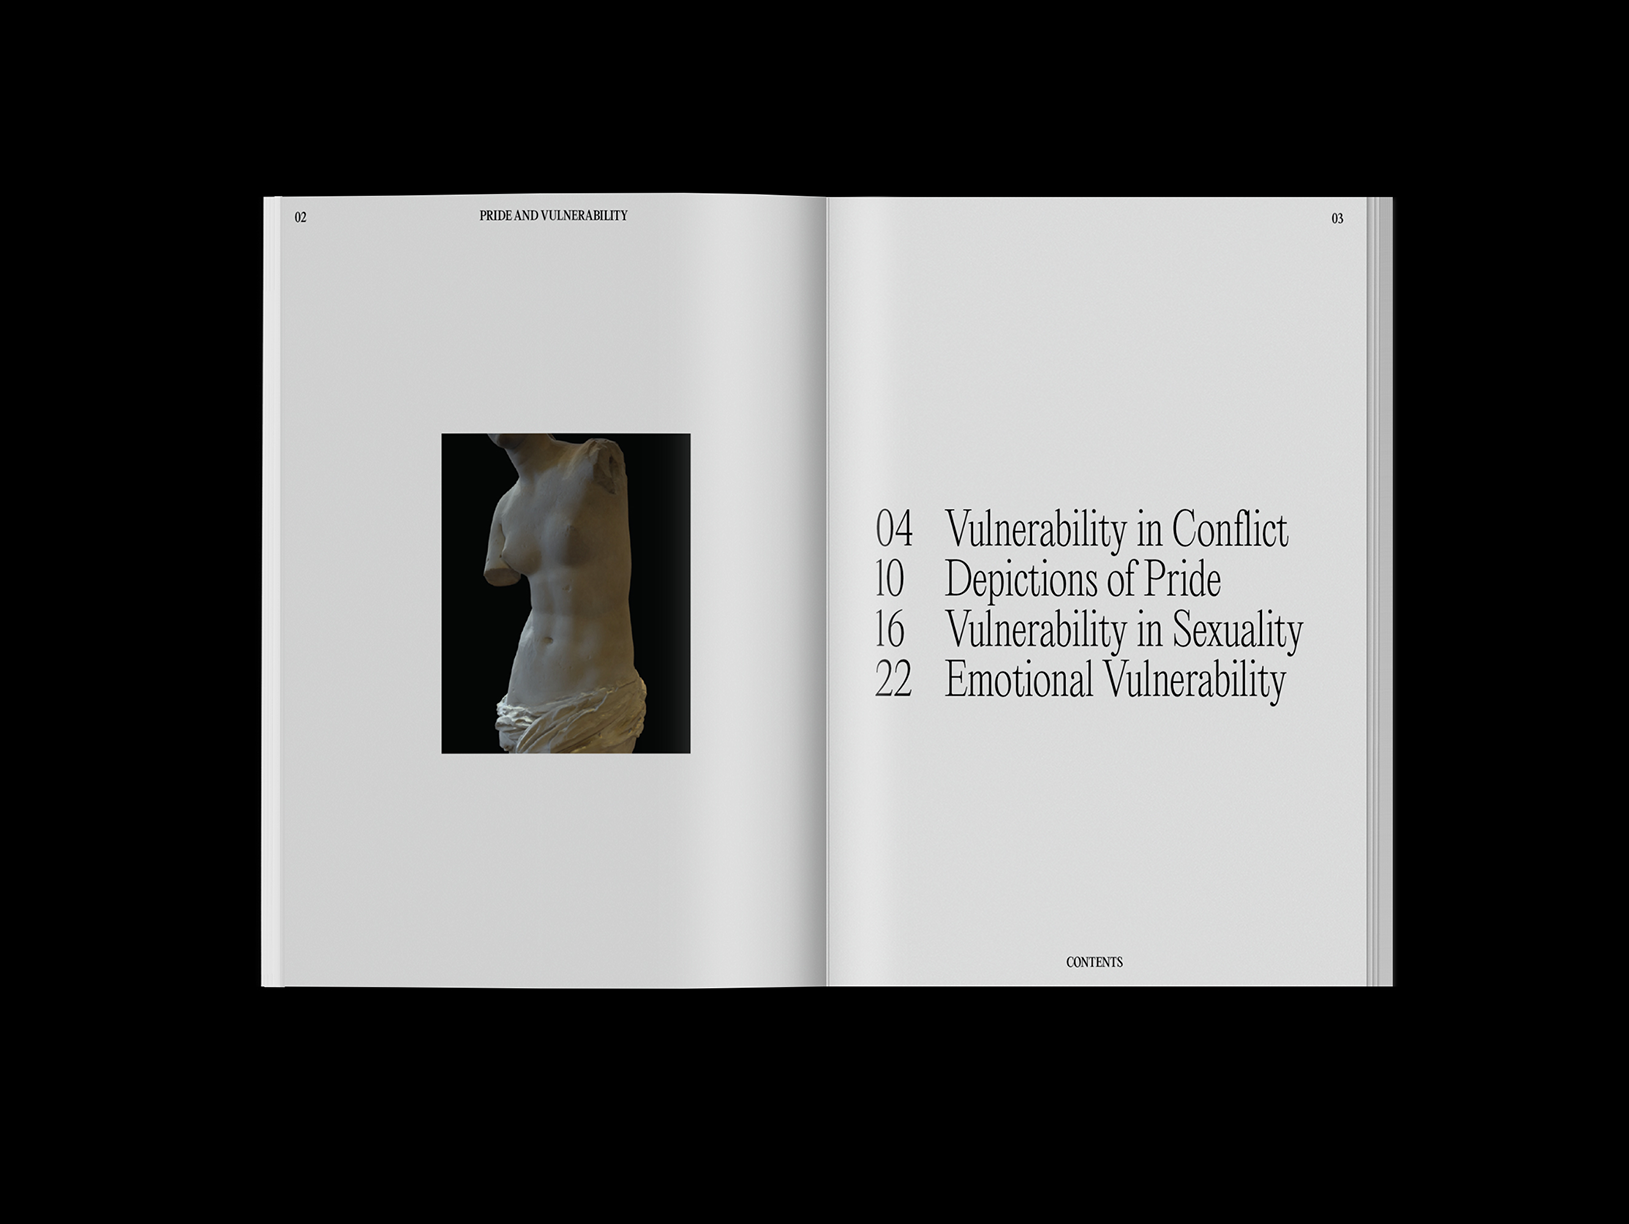 02
PRIDE AND VULNERABILITY
03
04 Vulnerability in Conflict
10 Depictions of Pride
16 Vulnerability in Sexuality
22 Emotional Vulnerability
CONTENTS